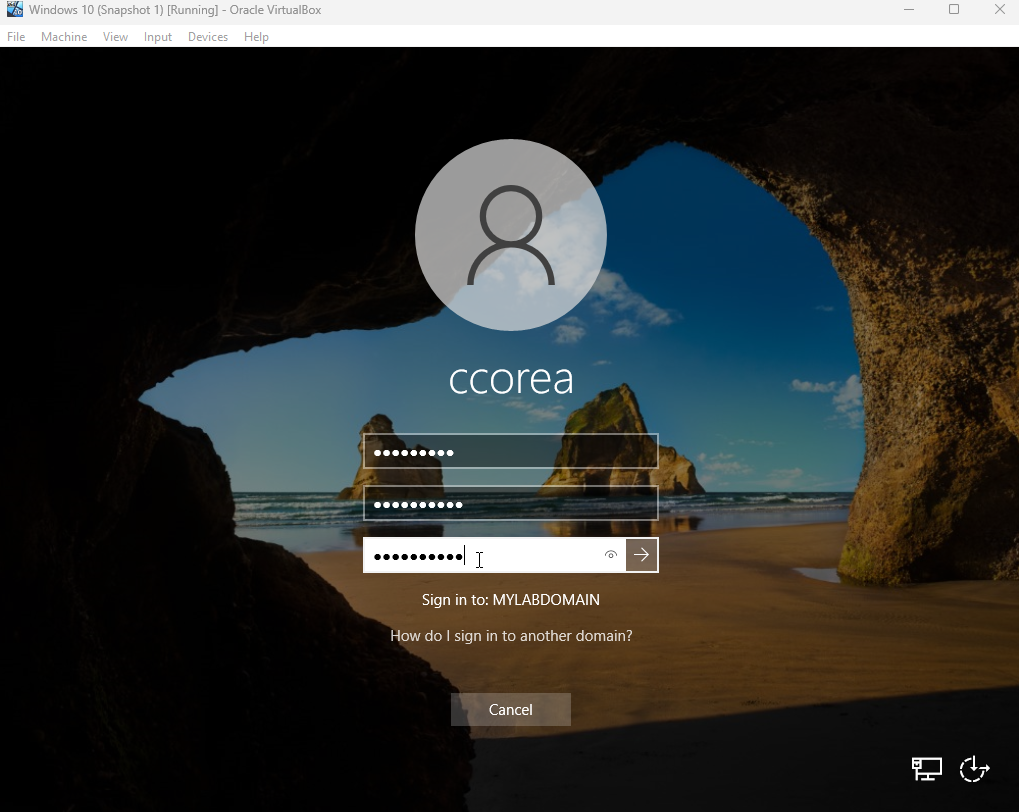 Windows 10 (Snapshot 1) [Running] - Oracle VirtualBox
File Machine View Input Devices Help
ccorea
●●●●●●●●●
●●●●●●●●●●
●●●●●●●●●●
Sign in to: MYLABDOMAIN
How do I sign in to another domain?
Cancel